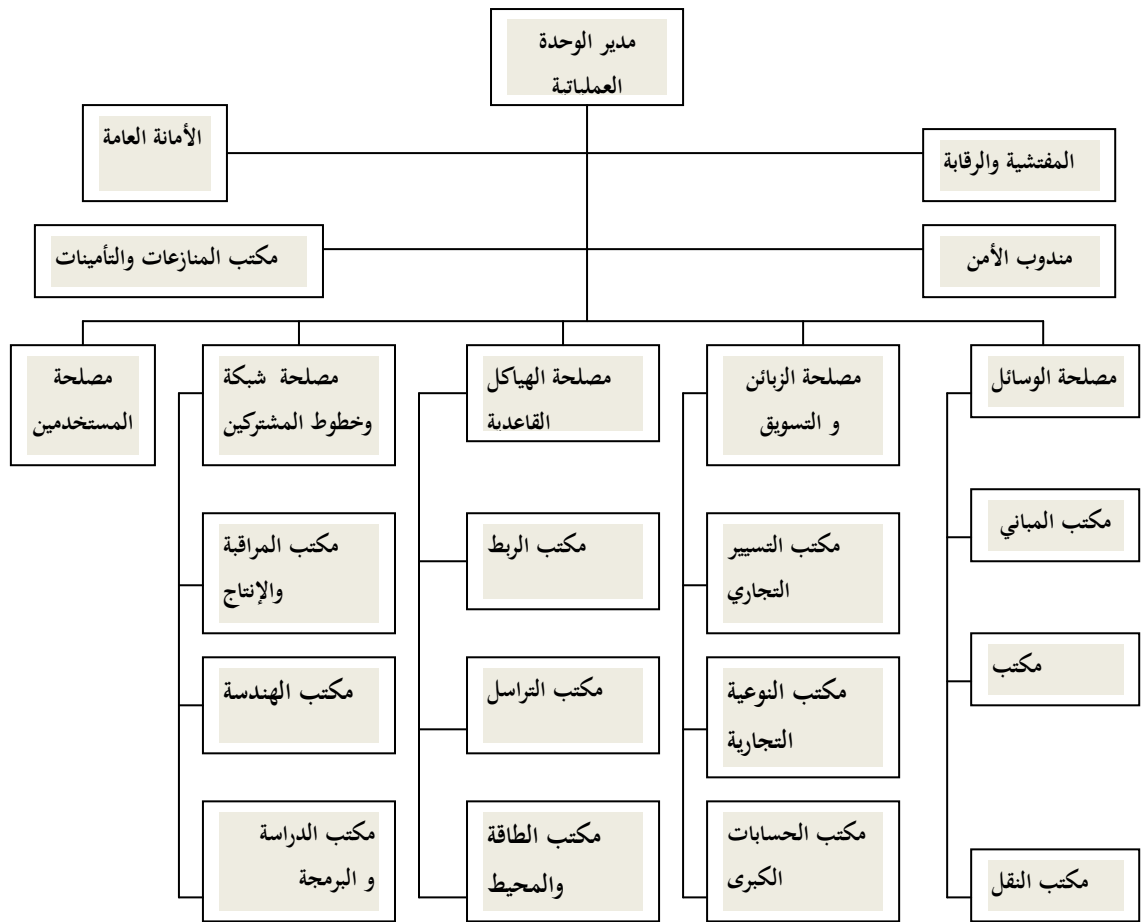 مدير الوحدة
العملياتية
الأمانة العامة
المفتشية والرقابة
مكتب المنازعات والتأمينات
مندوب الأمن
مصلحة الوسائل
مصلحة الزبائن
و التسويق
مصلحة الهياكل
القاعدية
مصلحة شبكة
وخطوط المشتركين
مصلحة
المستخدمين
مكتب المباني
مكتب التسيير
التجاري
مكتب الربط
مكتب المراقبة
والإنتاج
مكتب
مكتب النوعية
التجارية
مكتب التراسل
مكتب الهندسة
مكتب النقل
مكتب الحسابات
الكبرى
مكتب الطاقة
والمحيط
مكتب الدراسة
و البرمجة